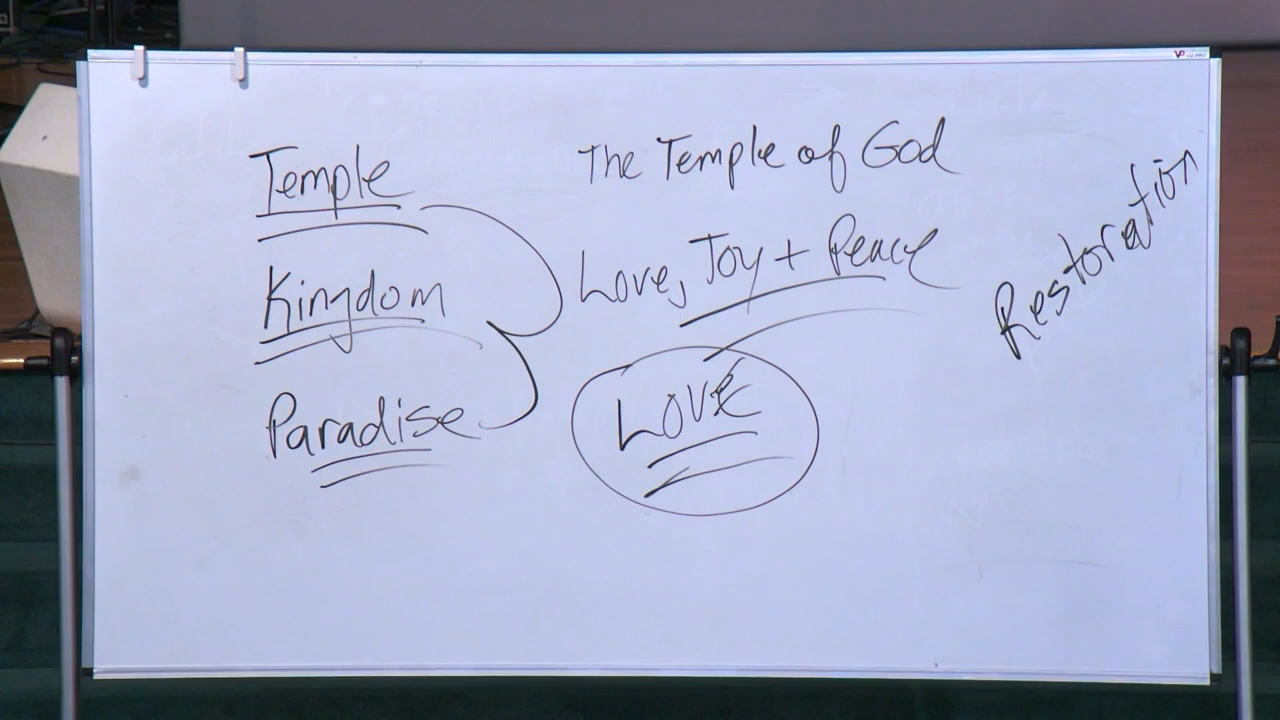 Temple
Kingdom
Paradise
The Temple of God
Love, Joy + Peace
LOVE
Restoration